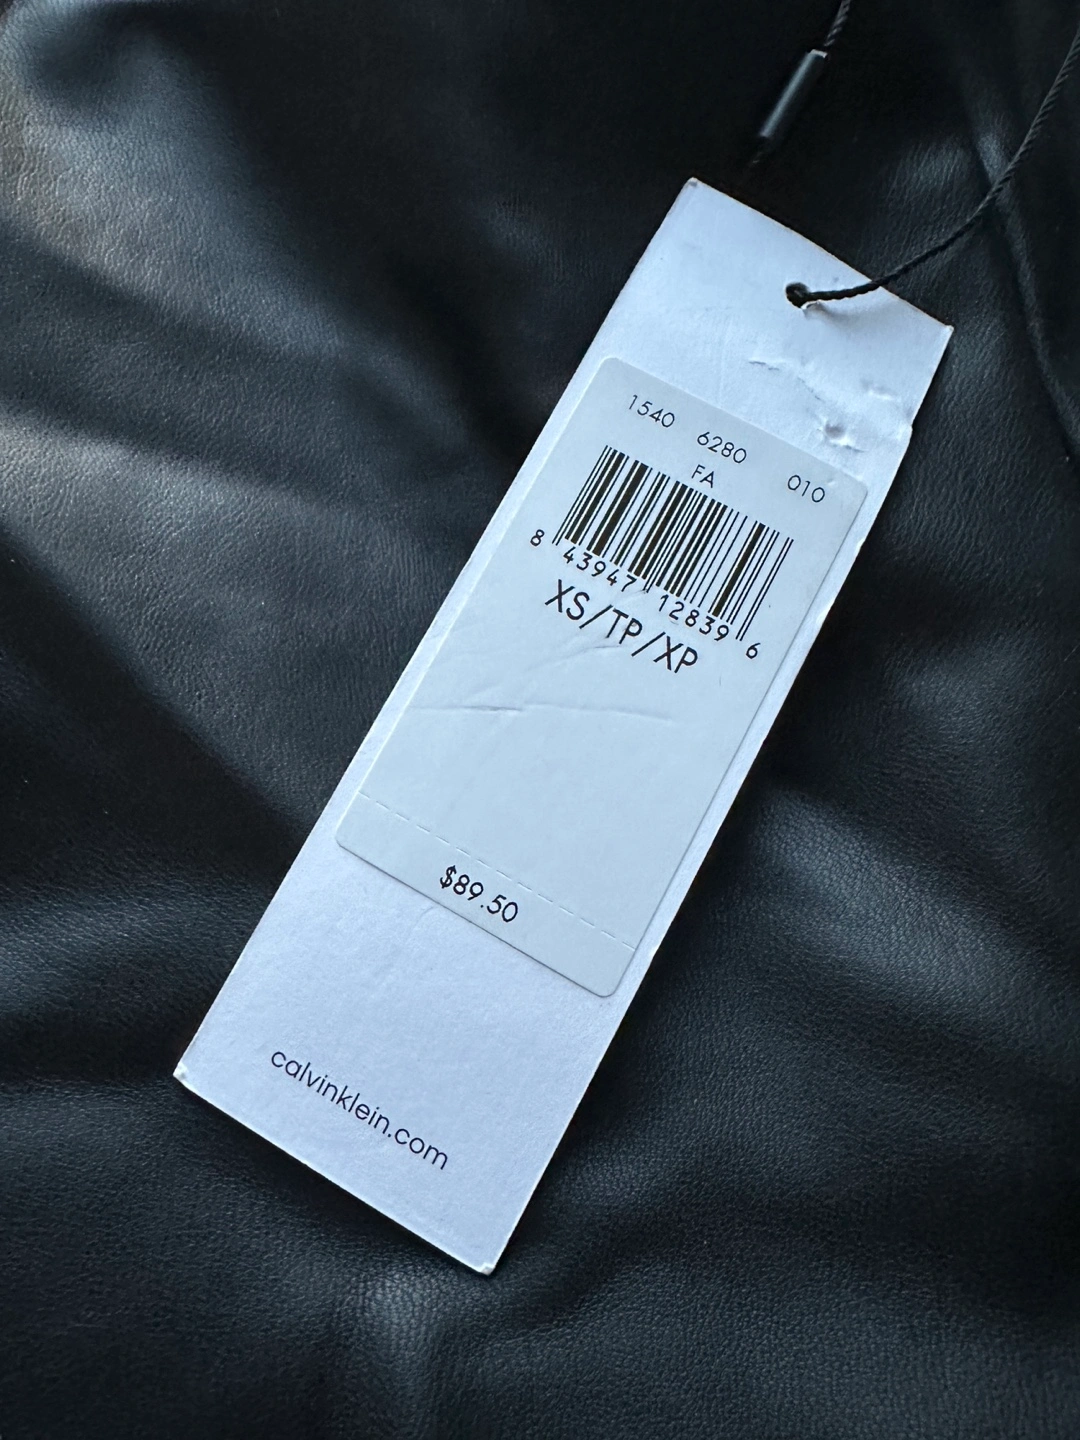 1540 6280 010
FA
8 43947 12839 6
XS/TP/XP
$89.50
calvinklein.com